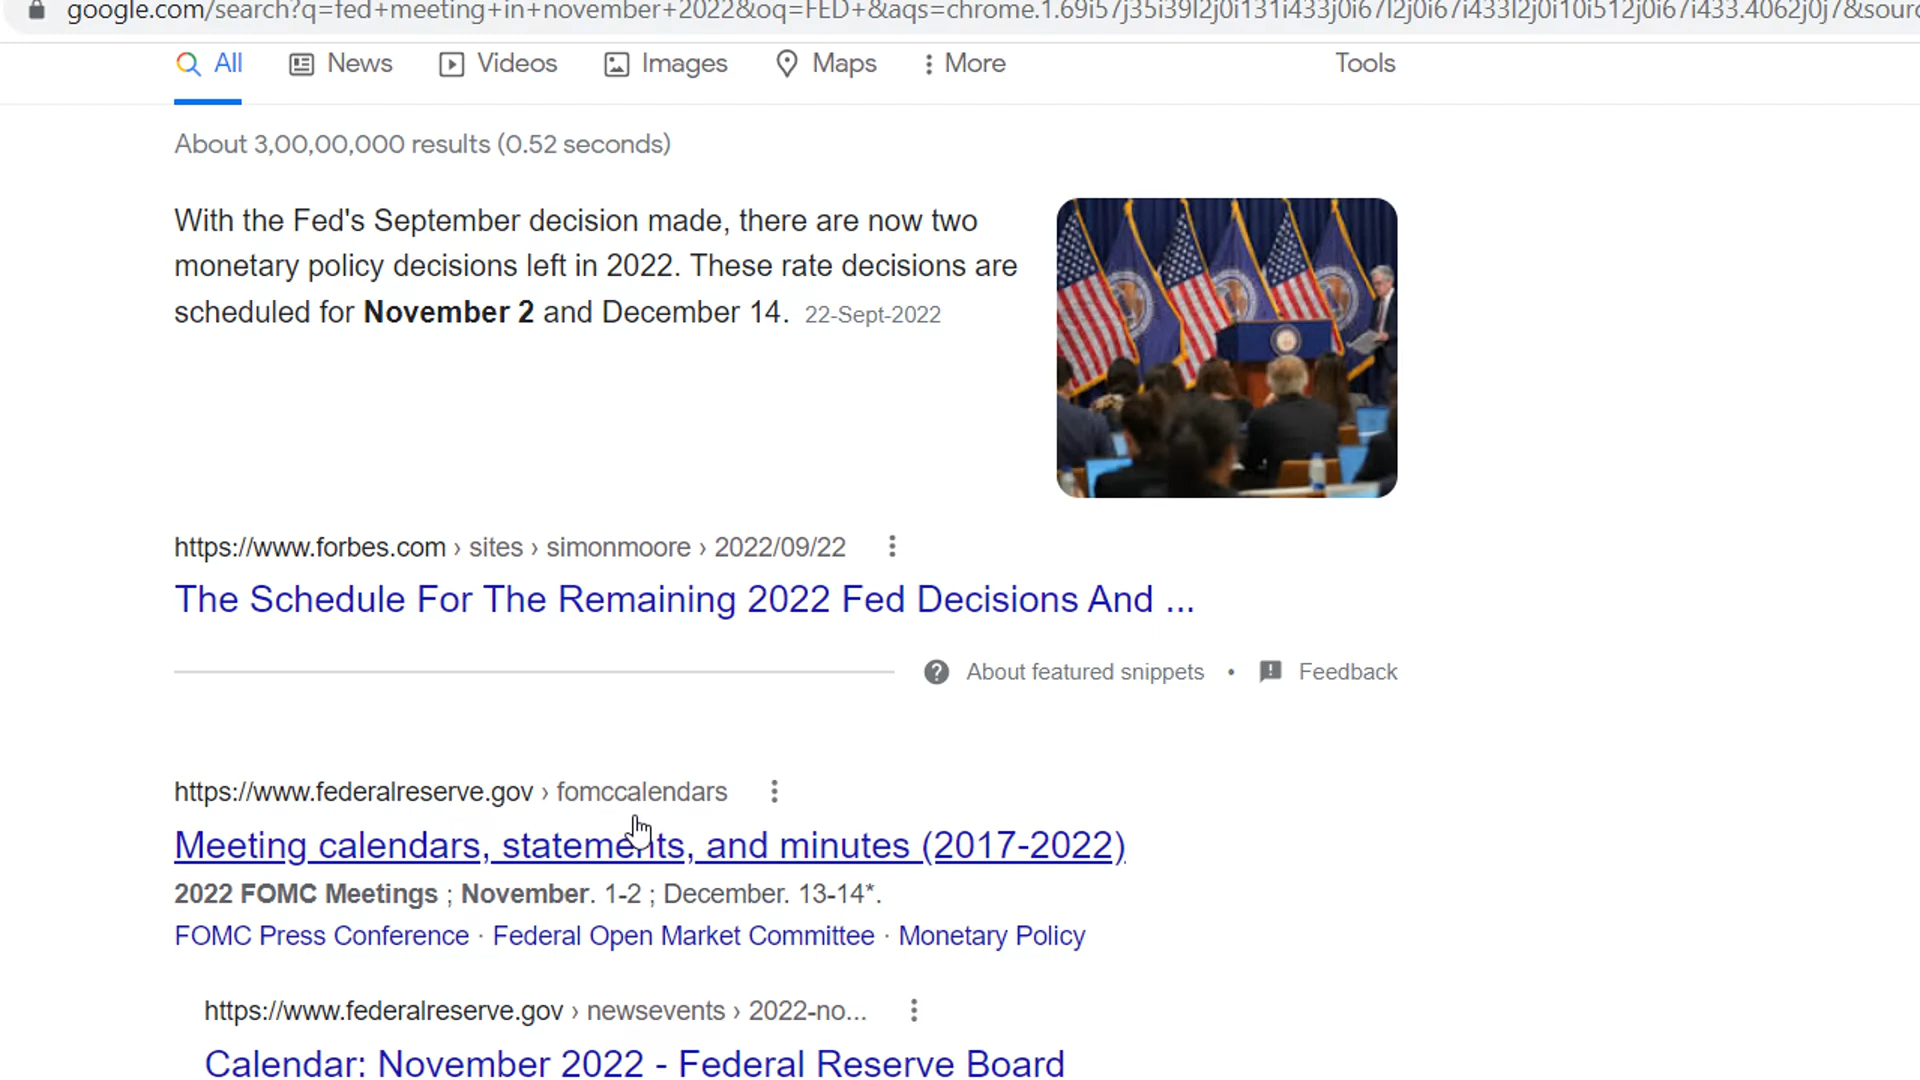 google.com/search?q=fed+meeting+in+november+2022&oq=FED+&aqs=chrome.1.69i57j35i39l2j0i131i433j0i67l2j0i67i433l2j0i10i512j0i67i433.4062j0j7&sourc
All News Videos Images Maps More Tools
About 3,00,00,000 results (0.52 seconds)
With the Fed's September decision made, there are now two
monetary policy decisions left in 2022. These rate decisions are
scheduled for November 2 and December 14. 22-Sept-2022
https://www.forbes.com › sites › simonmoore › 2022/09/22
The Schedule For The Remaining 2022 Fed Decisions And ...
About featured snippets • Feedback
https://www.federalreserve.gov › fomccalendars
Meeting calendars, statements, and minutes (2017-2022)
2022 FOMC Meetings ; November. 1-2 ; December. 13-14*.
FOMC Press Conference · Federal Open Market Committee · Monetary Policy
https://www.federalreserve.gov › newsevents › 2022-no...
Calendar: November 2022 - Federal Reserve Board